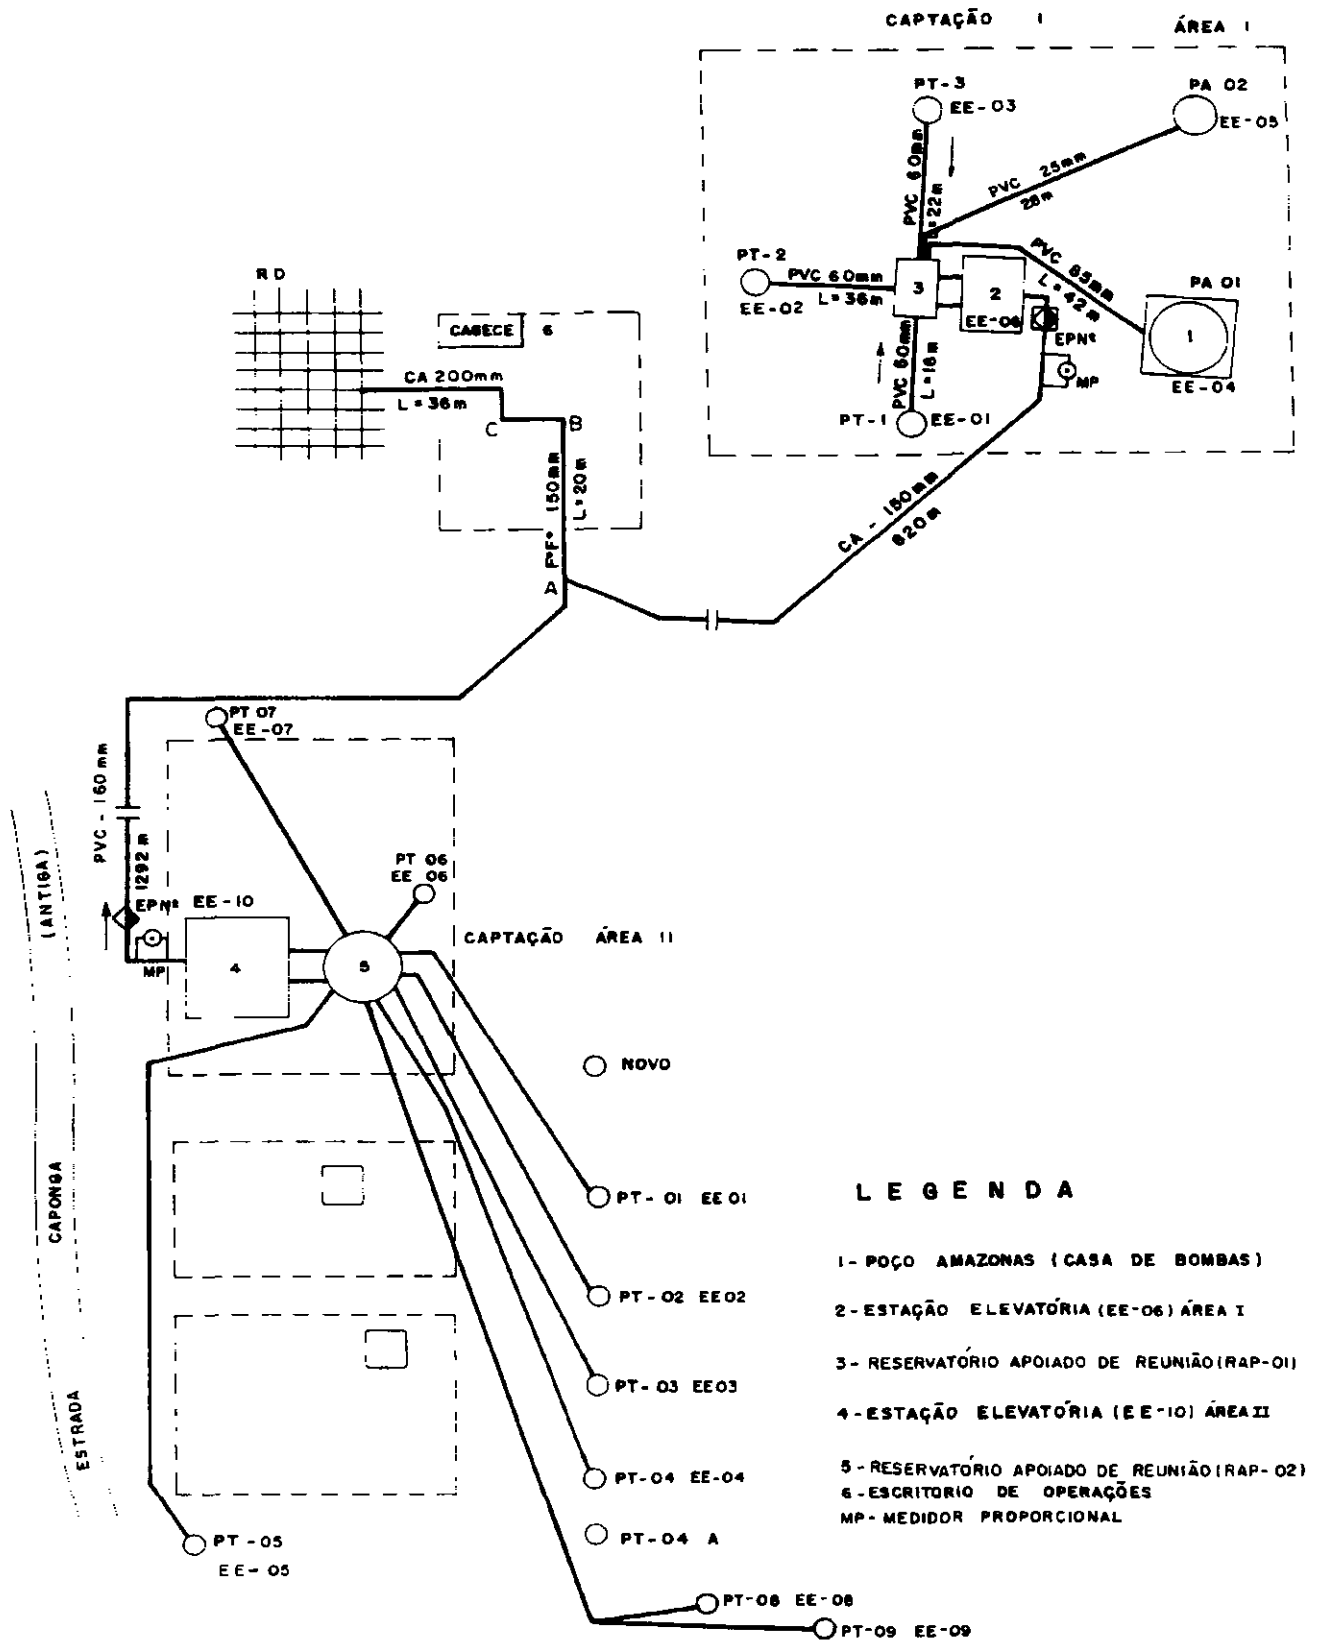 CAPTAÇÃO I
ÁREA I
PT-3
EE-03
PA 02
EE-05
PVC 60mm
L=22m
PVC 25mm
28m
PT-2
EE-02
PVC 60mm
L=36m
3
2
EE-06
PVC 85mm
L=42m
PA 01
1
EE-04
EPNº
MP
PVC 60mm
L=16m
PT-1
EE-01
CA - 150mm
820m
RD
CAGECE 6
CA 200mm
L=36m
C
B
FºFº 150mm
L=20m
A
PT 07
EE-07
PVC - 160mm
1292m
EPNº
EE-10
MP
4
5
PT 06
EE 06
CAPTAÇÃO ÁREA II
NOVO
PT-01 EE01
PT-02 EE02
PT-03 EE03
PT-04 EE-04
PT-04 A
PT-05
EE-05
PT-08 EE-08
PT-09 EE-09
ESTRADA CAPONGA (ANTIGA)
LEGENDA
1- POÇO AMAZONAS (CASA DE BOMBAS)
2-ESTAÇÃO ELEVATÓRIA (EE-06) ÁREA I
3- RESERVATÓRIO APOIADO DE REUNIÃO (RAP-01)
4-ESTAÇÃO ELEVATÓRIA (EE-10) ÁREA II
5-RESERVATÓRIO APOIADO DE REUNIÃO (RAP-02)
6-ESCRITORIO DE OPERAÇÕES
MP-MEDIDOR PROPORCIONAL